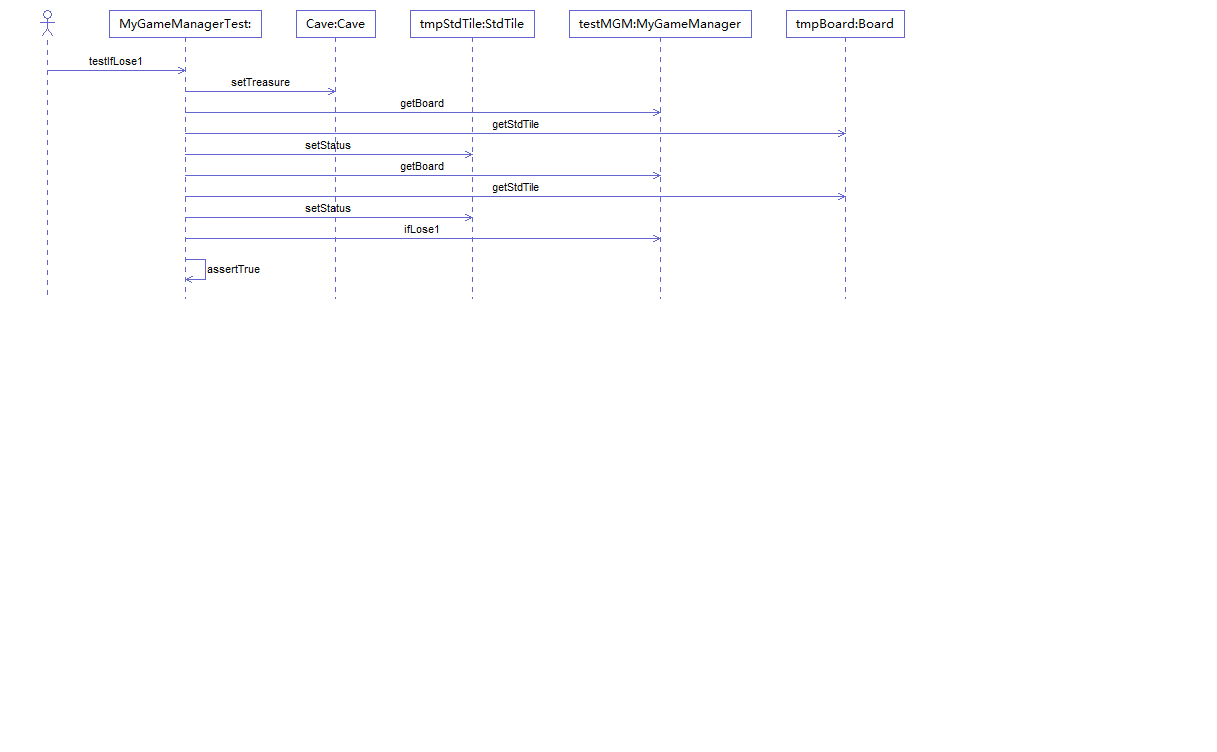 MyGameManagerTest:
Cave:Cave
tmpStdTile:StdTile
testMGM:MyGameManager
tmpBoard:Board
testIfLose1
setTreasure
getBoard
getStdTile
setStatus
getBoard
getStdTile
setStatus
ifLose1
assertTrue